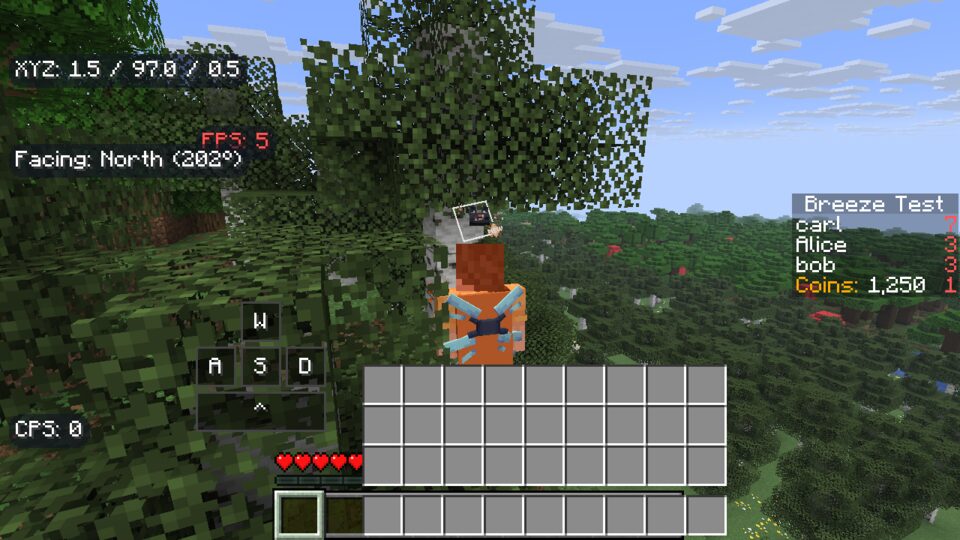 XYZ: 1.5 / 97.0 / 0.5
FPS: 5
Facing: North (202°)
Breeze Test
carl 7
Alice 3
bob 3
Coins: 1,250 1
W
A S D
^
CPS: 0